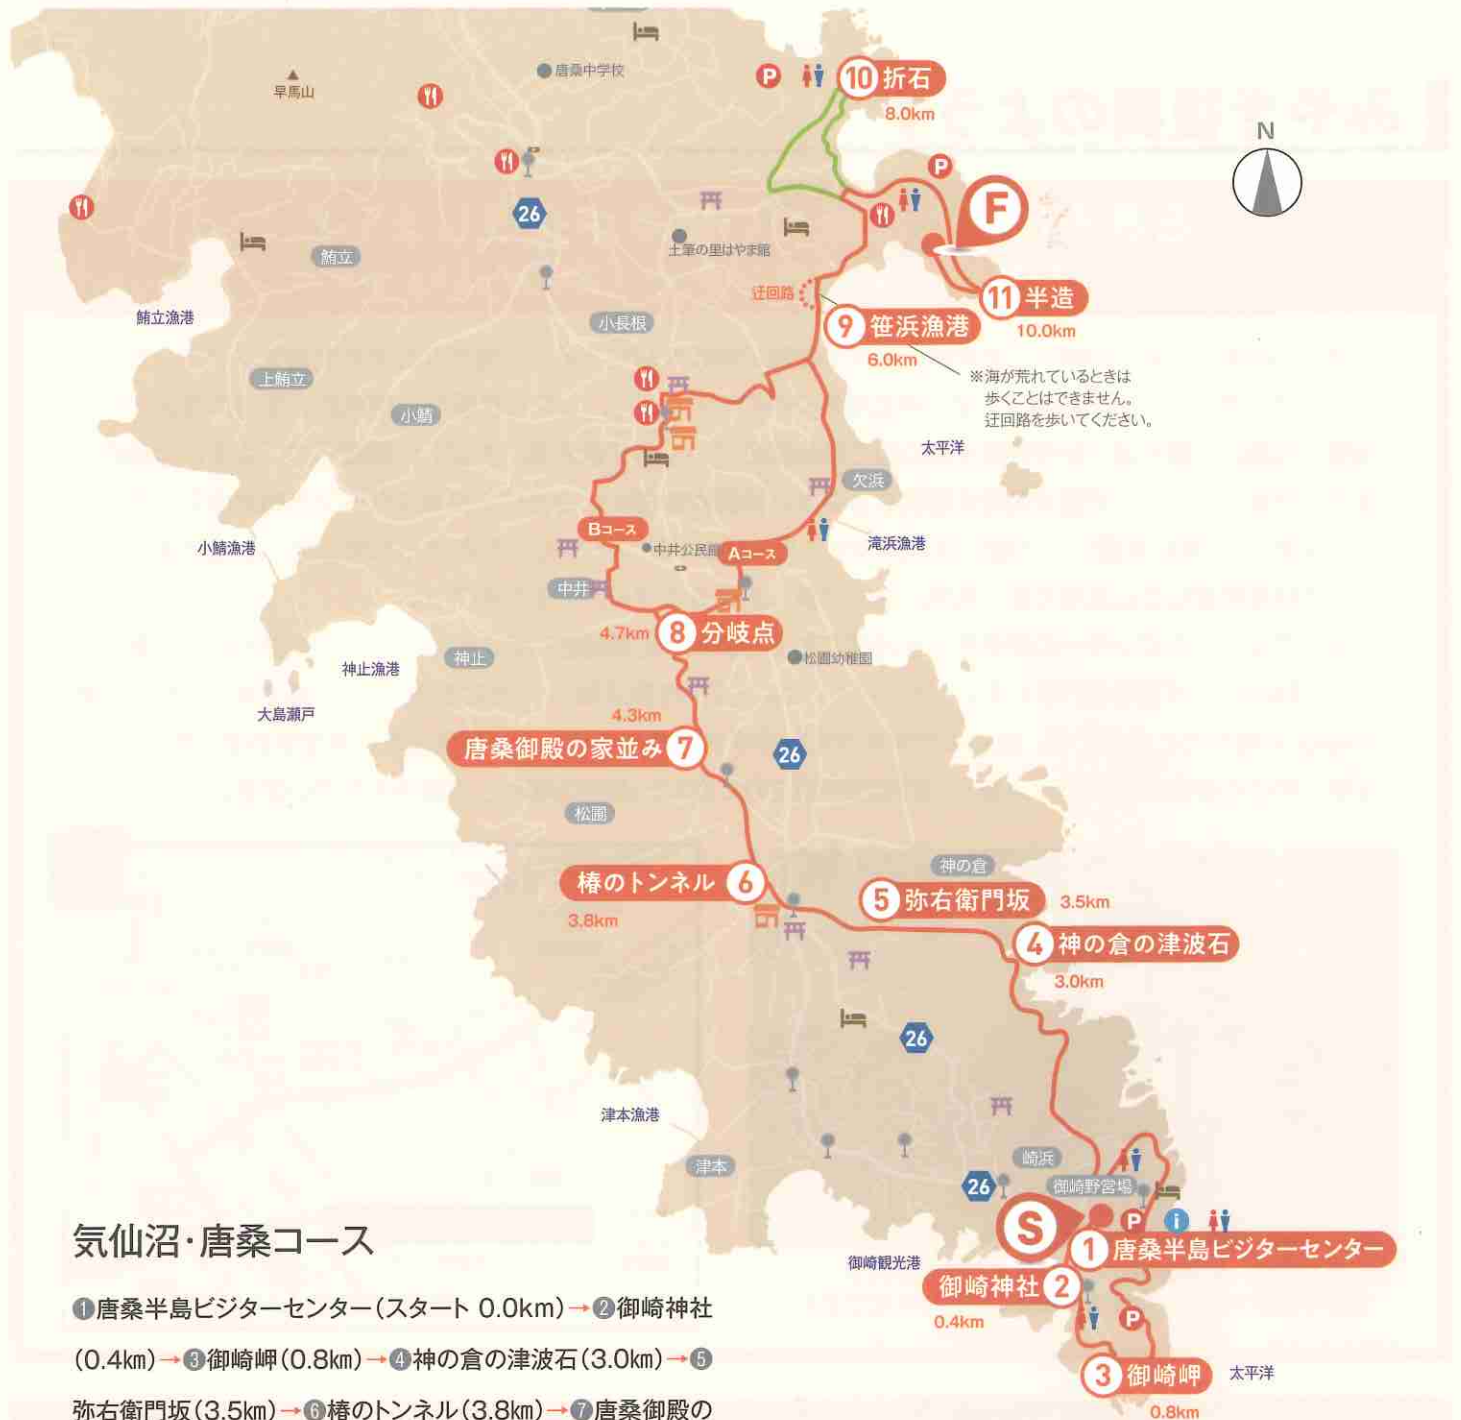 唐桑中学校
早馬山
P
10 折石
8.0km
N
P
26
F
土筆の里はやま館
鮪立
迂回路
11 半造
10.0km
鮪立漁港
小長根
9 笹浜漁港
6.0km
※海が荒れているときは
歩くことはできません。
迂回路を歩いてください。
上鮪立
小鯖
太平洋
欠浜
Bコース
小鯖漁港
中井公民館
Aコース
滝浜漁港
中井
4.7km
8 分岐点
神止漁港
神止
松圃幼稚園
大島瀬戸
4.3km
唐桑御殿の家並み 7
26
松圃
神の倉
椿のトンネル 6
3.8km
5 弥右衛門坂
3.5km
4 神の倉の津波石
3.0km
26
津本漁港
津本
崎浜
26
御崎野営場
S
P
i
1 唐桑半島ビジターセンター
御崎観光港
御崎神社 2
0.4km
P
3 御崎岬
0.8km
太平洋
気仙沼・唐桑コース
❶唐桑半島ビジターセンター(スタート 0.0km)→❷御崎神社
(0.4㎞)→❸御崎岬(0.8㎞)→❹神の倉の津波石(3.0㎞)→❺
弥右衛門坂(3.5㎞)→❻椿のトンネル(3.8㎞)→❼唐桑御殿の